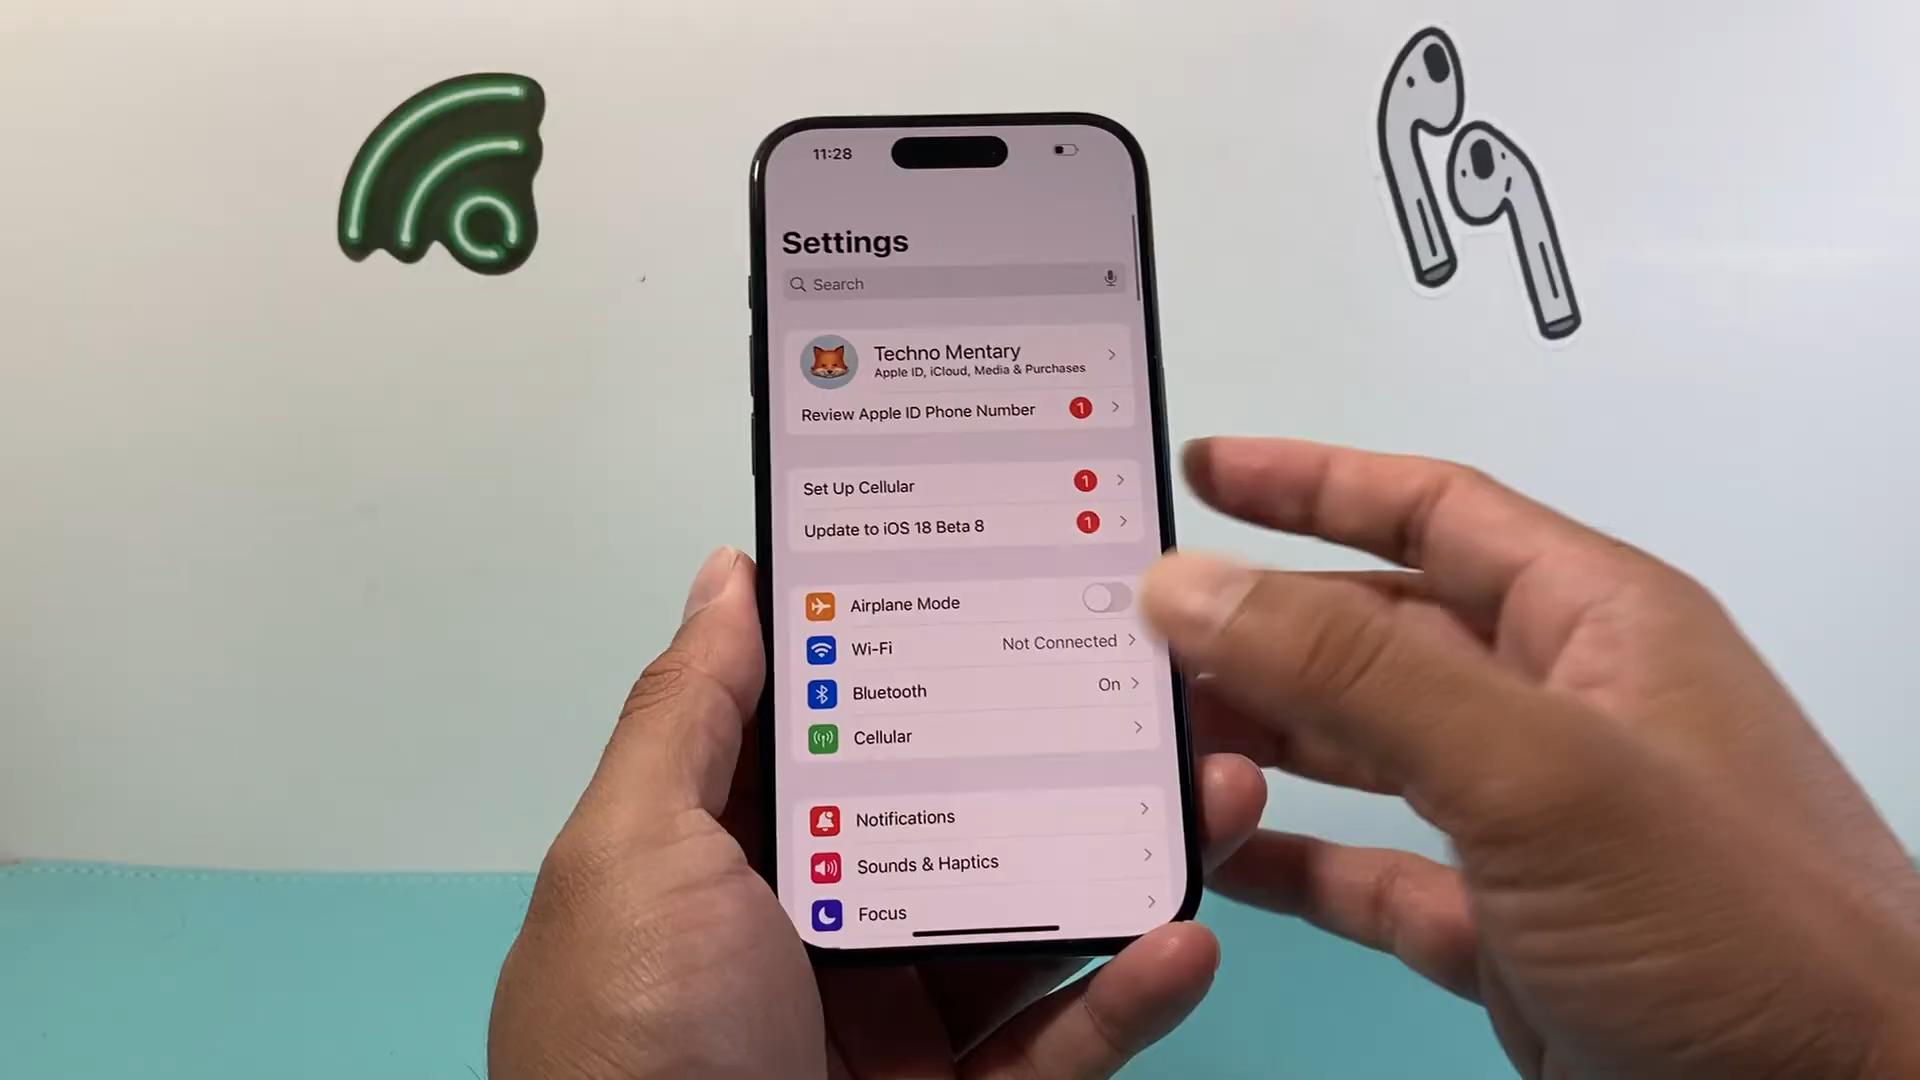 11:28
Settings
Search
Techno Mentary
Apple ID, iCloud, Media & Purchases
Review Apple ID Phone Number 1
Set Up Cellular 1
Update to iOS 18 Beta 8 1
Airplane Mode
Wi-Fi Not Connected
Bluetooth On
Cellular
Notifications
Sounds & Haptics
Focus